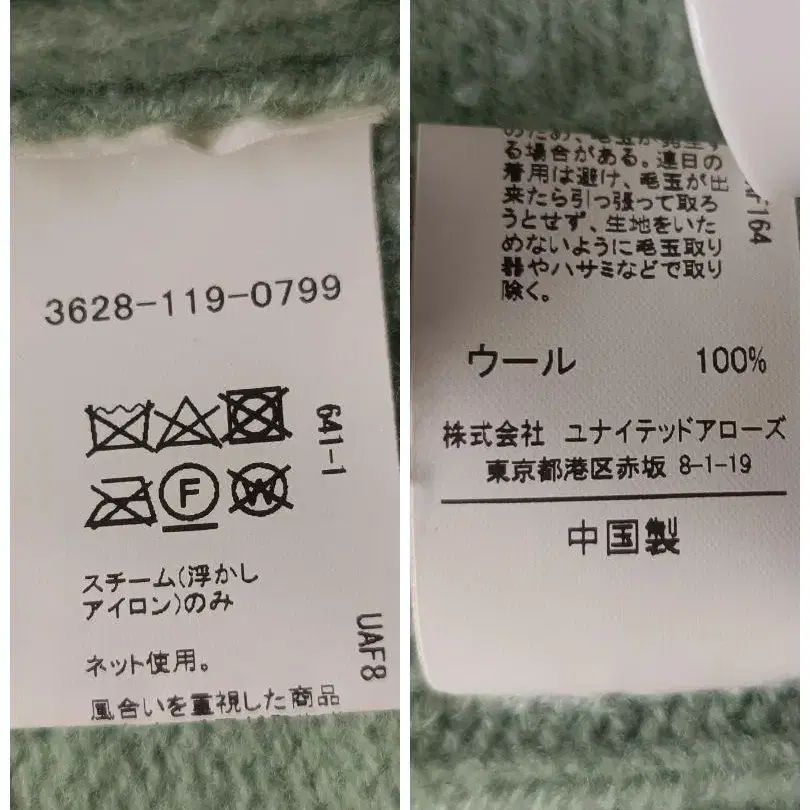 3628-119-0799
641-1
F
W
スチーム(浮かし
アイロン)のみ
ネット使用。
風合いを重視した商品
UAF8
のため、毛玉が発生す
る場合がある。連日の
着用は避け、毛玉が出
来たら引っ張って取ろ
うとせず、生地をいた
めないように毛玉取り
器やハサミなどで取り
除く。
ウール 100%
株式会社 ユナイテッドアローズ
東京都港区赤坂 8-1-19
中国製